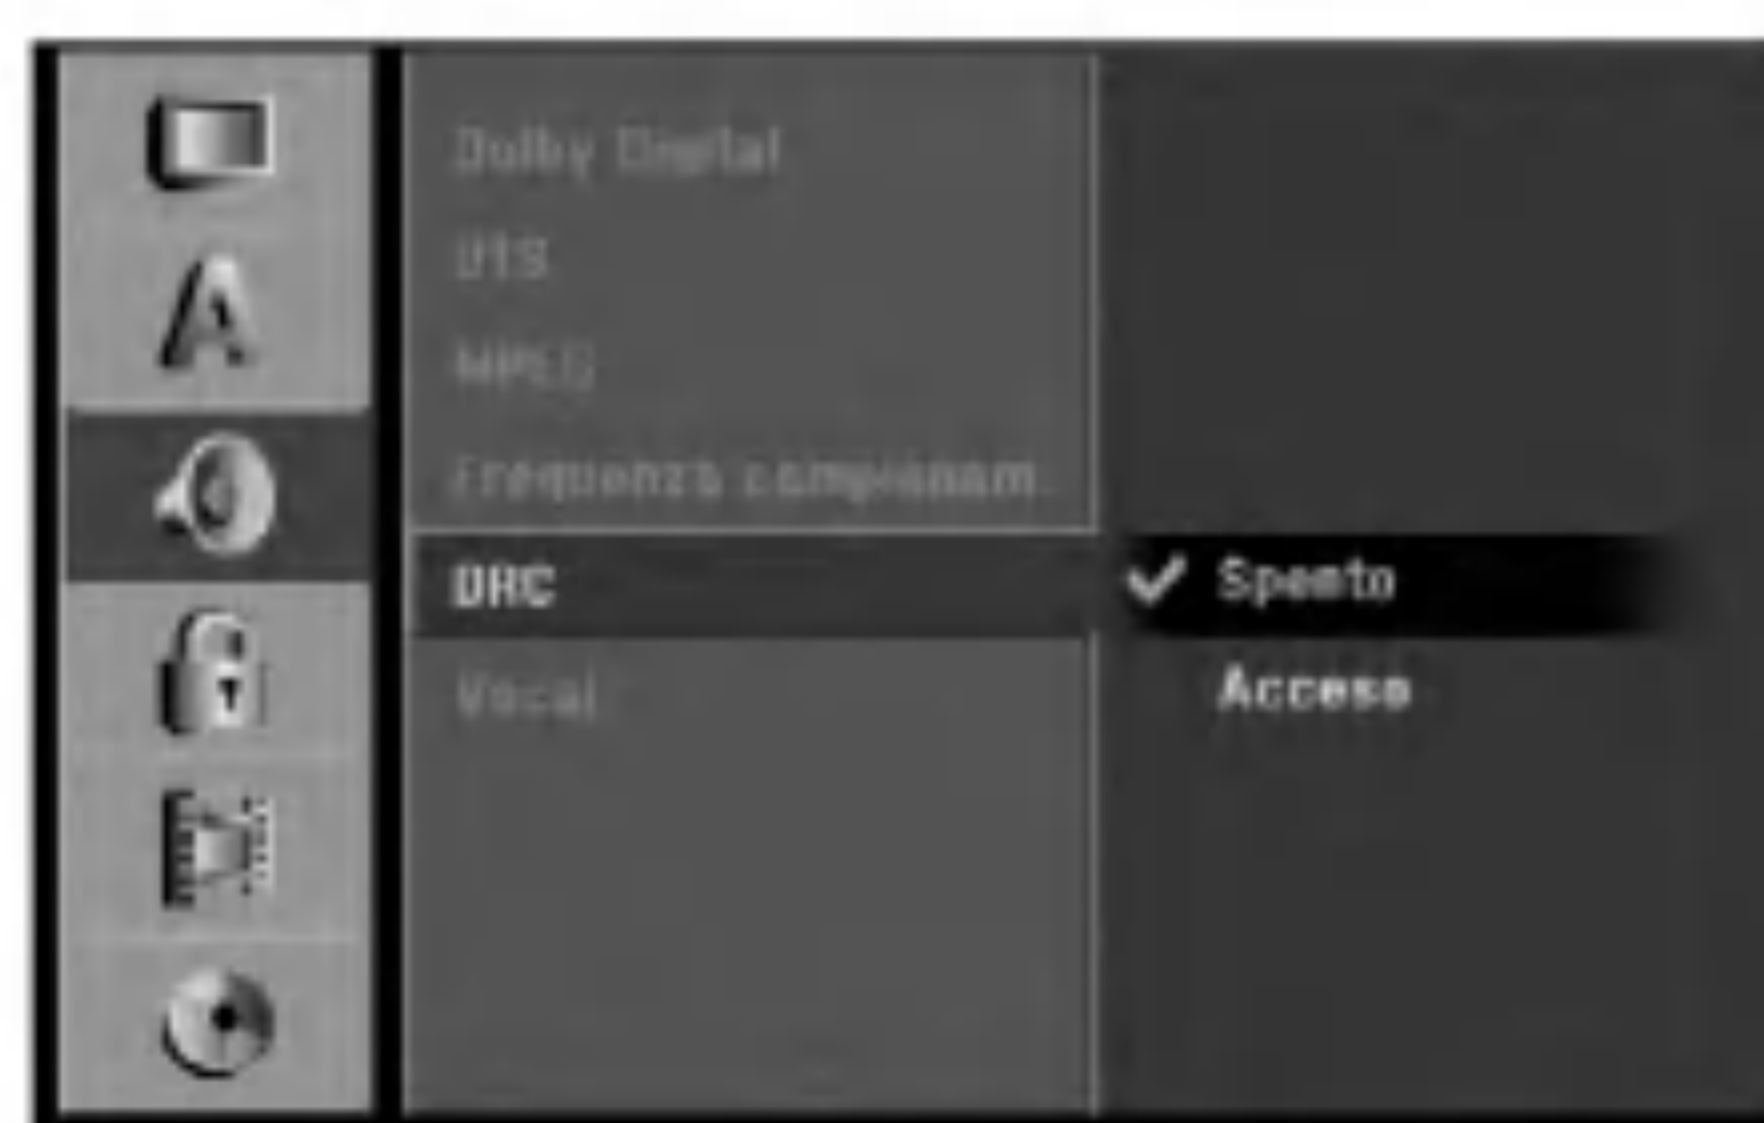 Dolby Digital
DTS
MPEG
Frequenza campionam.
DRC
Spento
Acceso
Vocal